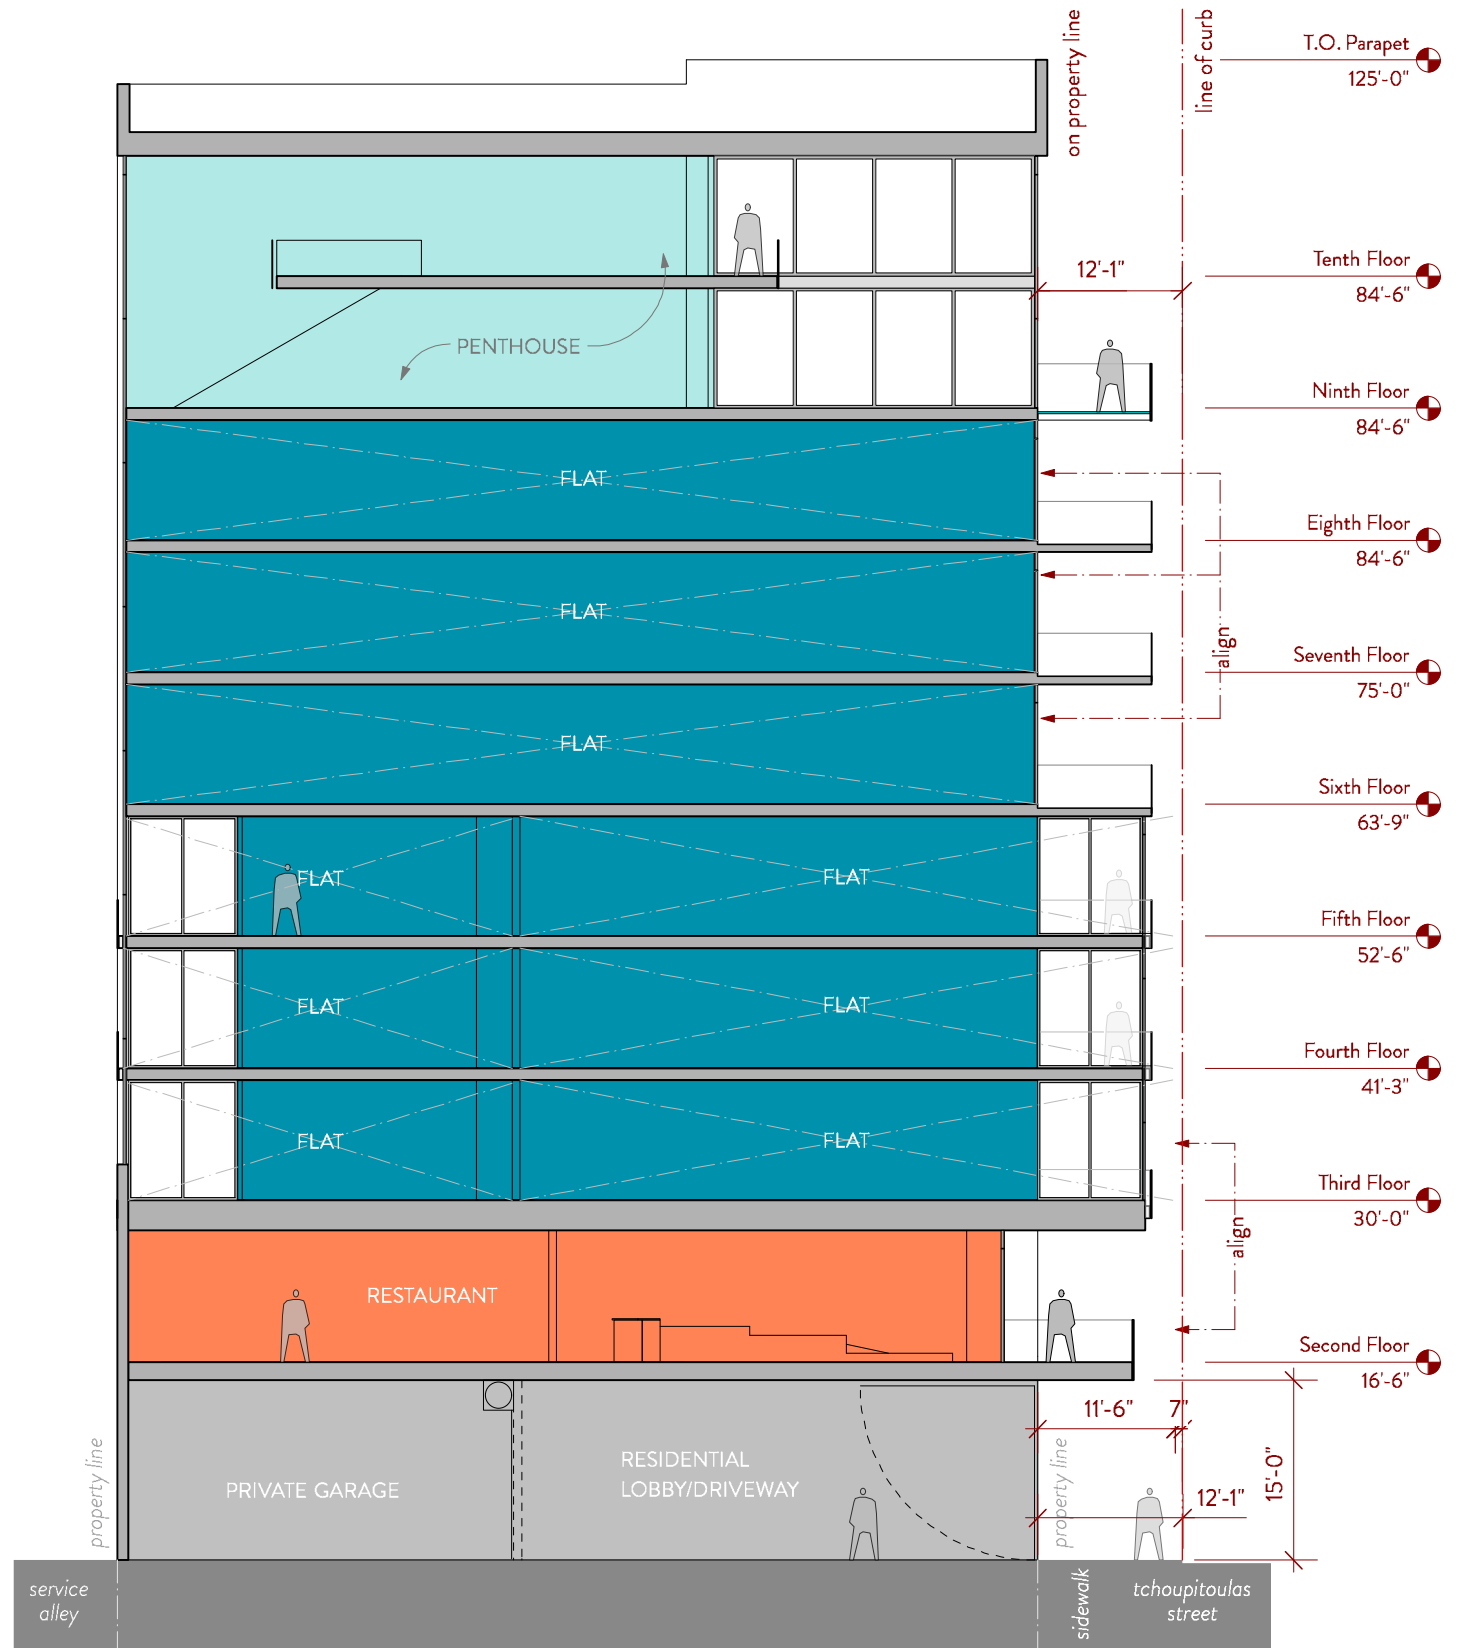 on property line
line of curb
T.O. Parapet
125'-0"
Tenth Floor
84'-6"
12'-1"
PENTHOUSE
Ninth Floor
84'-6"
FLAT
Eighth Floor
84'-6"
FLAT
align
Seventh Floor
75'-0"
FLAT
Sixth Floor
63'-9"
FLAT
FLAT
Fifth Floor
52'-6"
FLAT
FLAT
Fourth Floor
41'-3"
FLAT
FLAT
Third Floor
30'-0"
align
RESTAURANT
Second Floor
16'-6"
11'-6"
7"
property line
PRIVATE GARAGE
RESIDENTIAL
LOBBY/DRIVEWAY
property line
12'-1"
15'-0"
service
alley
sidewalk
tchoupitoulas
street